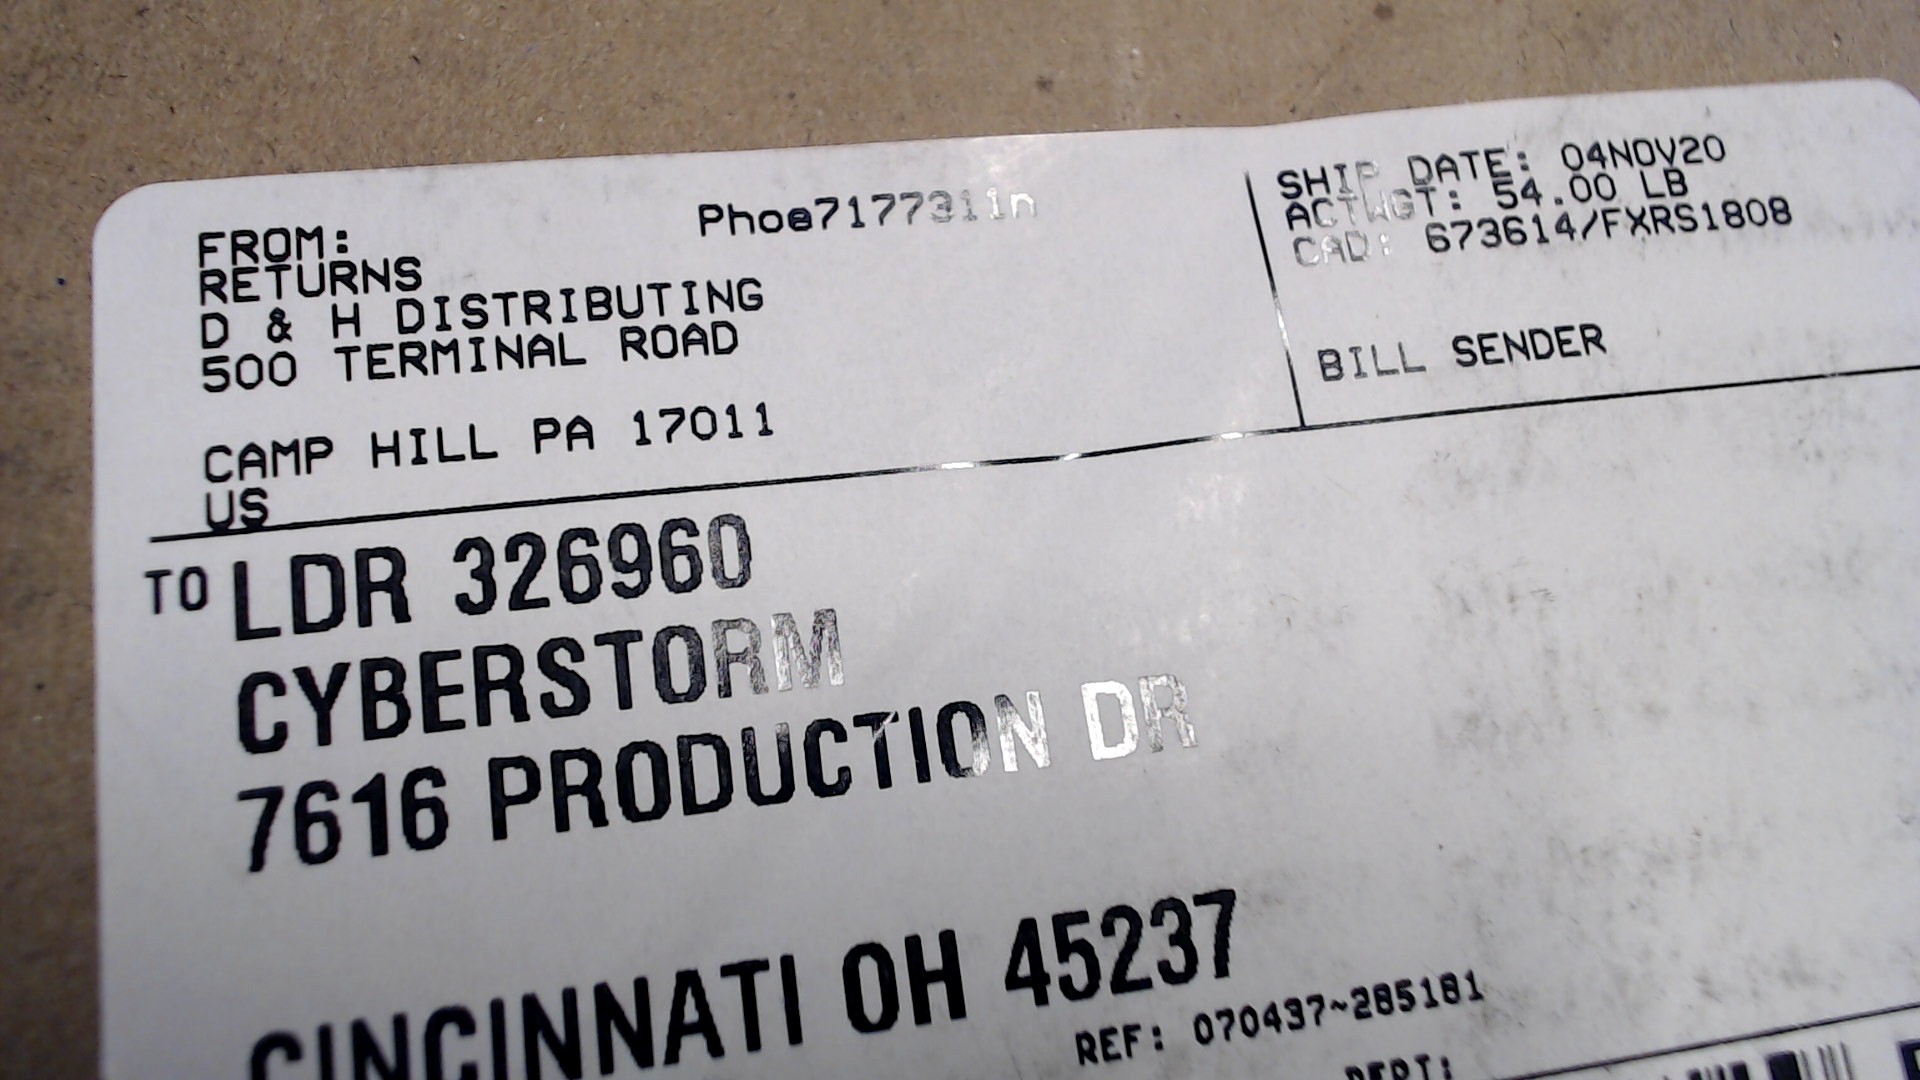 FROM:
RETURNS
D & H DISTRIBUTING
500 TERMINAL ROAD
CAMP HILL PA 17011
US
Phoe7177311n
SHIP DATE: 04NOV20
ACTWGT: 54.00 LB
CAD: 673614/FXRS1808
BILL SENDER
TO LDR 326960
CYBERSTORM
7616 PRODUCTION DR
CINCINNATI OH 45237
REF: 070437~285181
DEPT: